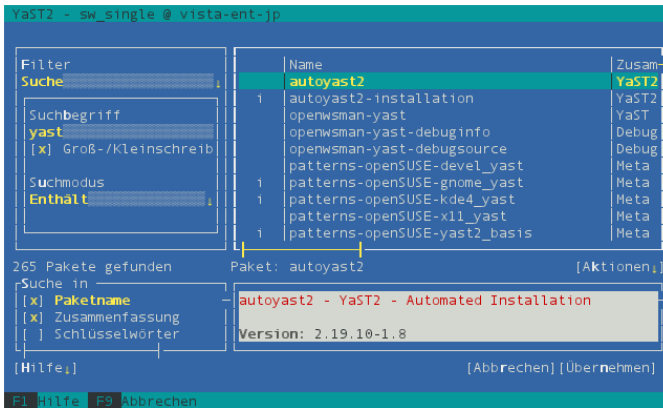 YaST2 - sw_single @ vista-ent-jp
Filter
Suche
Suchbegriff
yast
[x] Groß-/Kleinschreib
Suchmodus
Enthält
Name Zusam
autoyast2 YaST2
i autoyast2-installation YaST2
openwsman-yast YaST
openwsman-yast-debuginfo Debug
openwsman-yast-debugsource Debug
patterns-openSUSE-devel_yast Meta
i patterns-openSUSE-gnome_yast Meta
i patterns-openSUSE-kde4_yast Meta
patterns-openSUSE-x11_yast Meta
i patterns-openSUSE-yast2_basis Meta
265 Pakete gefunden
Paket: autoyast2 [Aktionen↓]
Suche in
[x] Paketname
[x] Zusammenfassung
[ ] Schlüsselwörter
autoyast2 - YaST2 - Automated Installation
Version: 2.19.10-1.8
[Hilfe↓] [Abbrechen][Übernehmen]
F1 Hilfe F9 Abbrechen